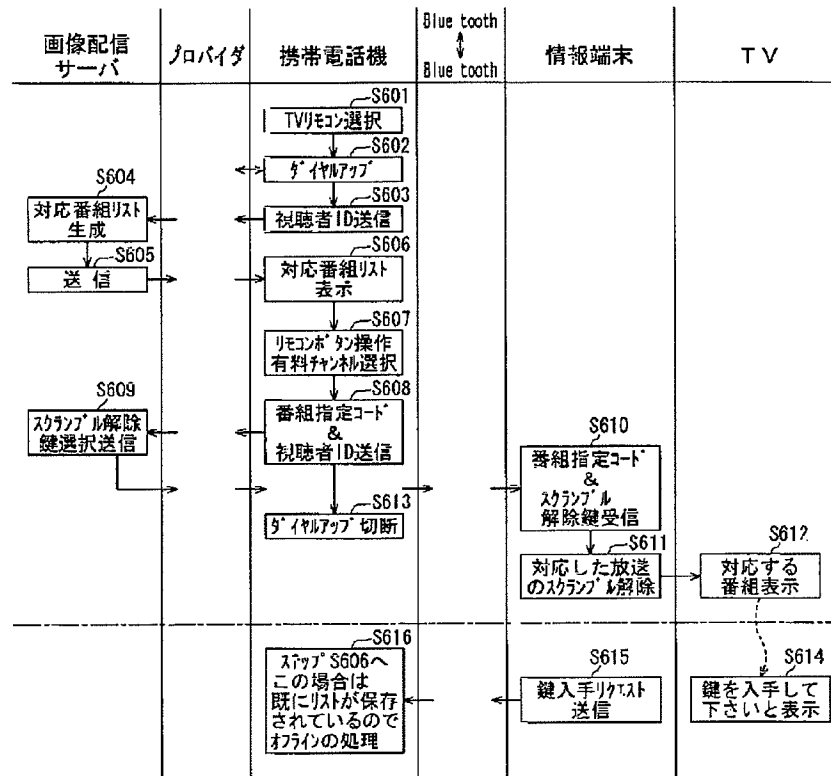 画像配信
サーバ
プロバイダ
携帯電話機
Blue tooth
Blue tooth
情報端末
TV
S601
TVリモコン選択
S602
ダイヤルアップ
S603
視聴者ID送信
S604
対応番組リスト
生成
S605
送信
S606
対応番組リスト
表示
S607
リモコンボタン操作
有料チャンネル選択
S608
番組指定コード
&
視聴者ID送信
S609
スクランブル解除
鍵選択送信
S610
番組指定コード
&
スクランブル
解除鍵受信
S613
ダイヤルアップ切断
S611
対応した放送
のスクランブル解除
S612
対応する
番組表示
S616
ステップS606へ
この場合は
既にリストが保存
されているので
オフラインの処理
S615
鍵入手リクエスト
送信
S614
鍵を入手して
下さいと表示